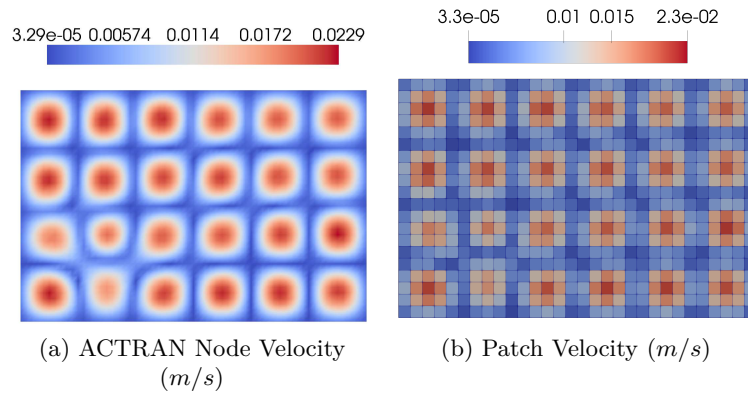 3.29e-05 0.00574 0.0114 0.0172 0.0229
3.3e-05 0.01 0.015 2.3e-02
(a) ACTRAN Node Velocity
(m/s)
(b) Patch Velocity (m/s)